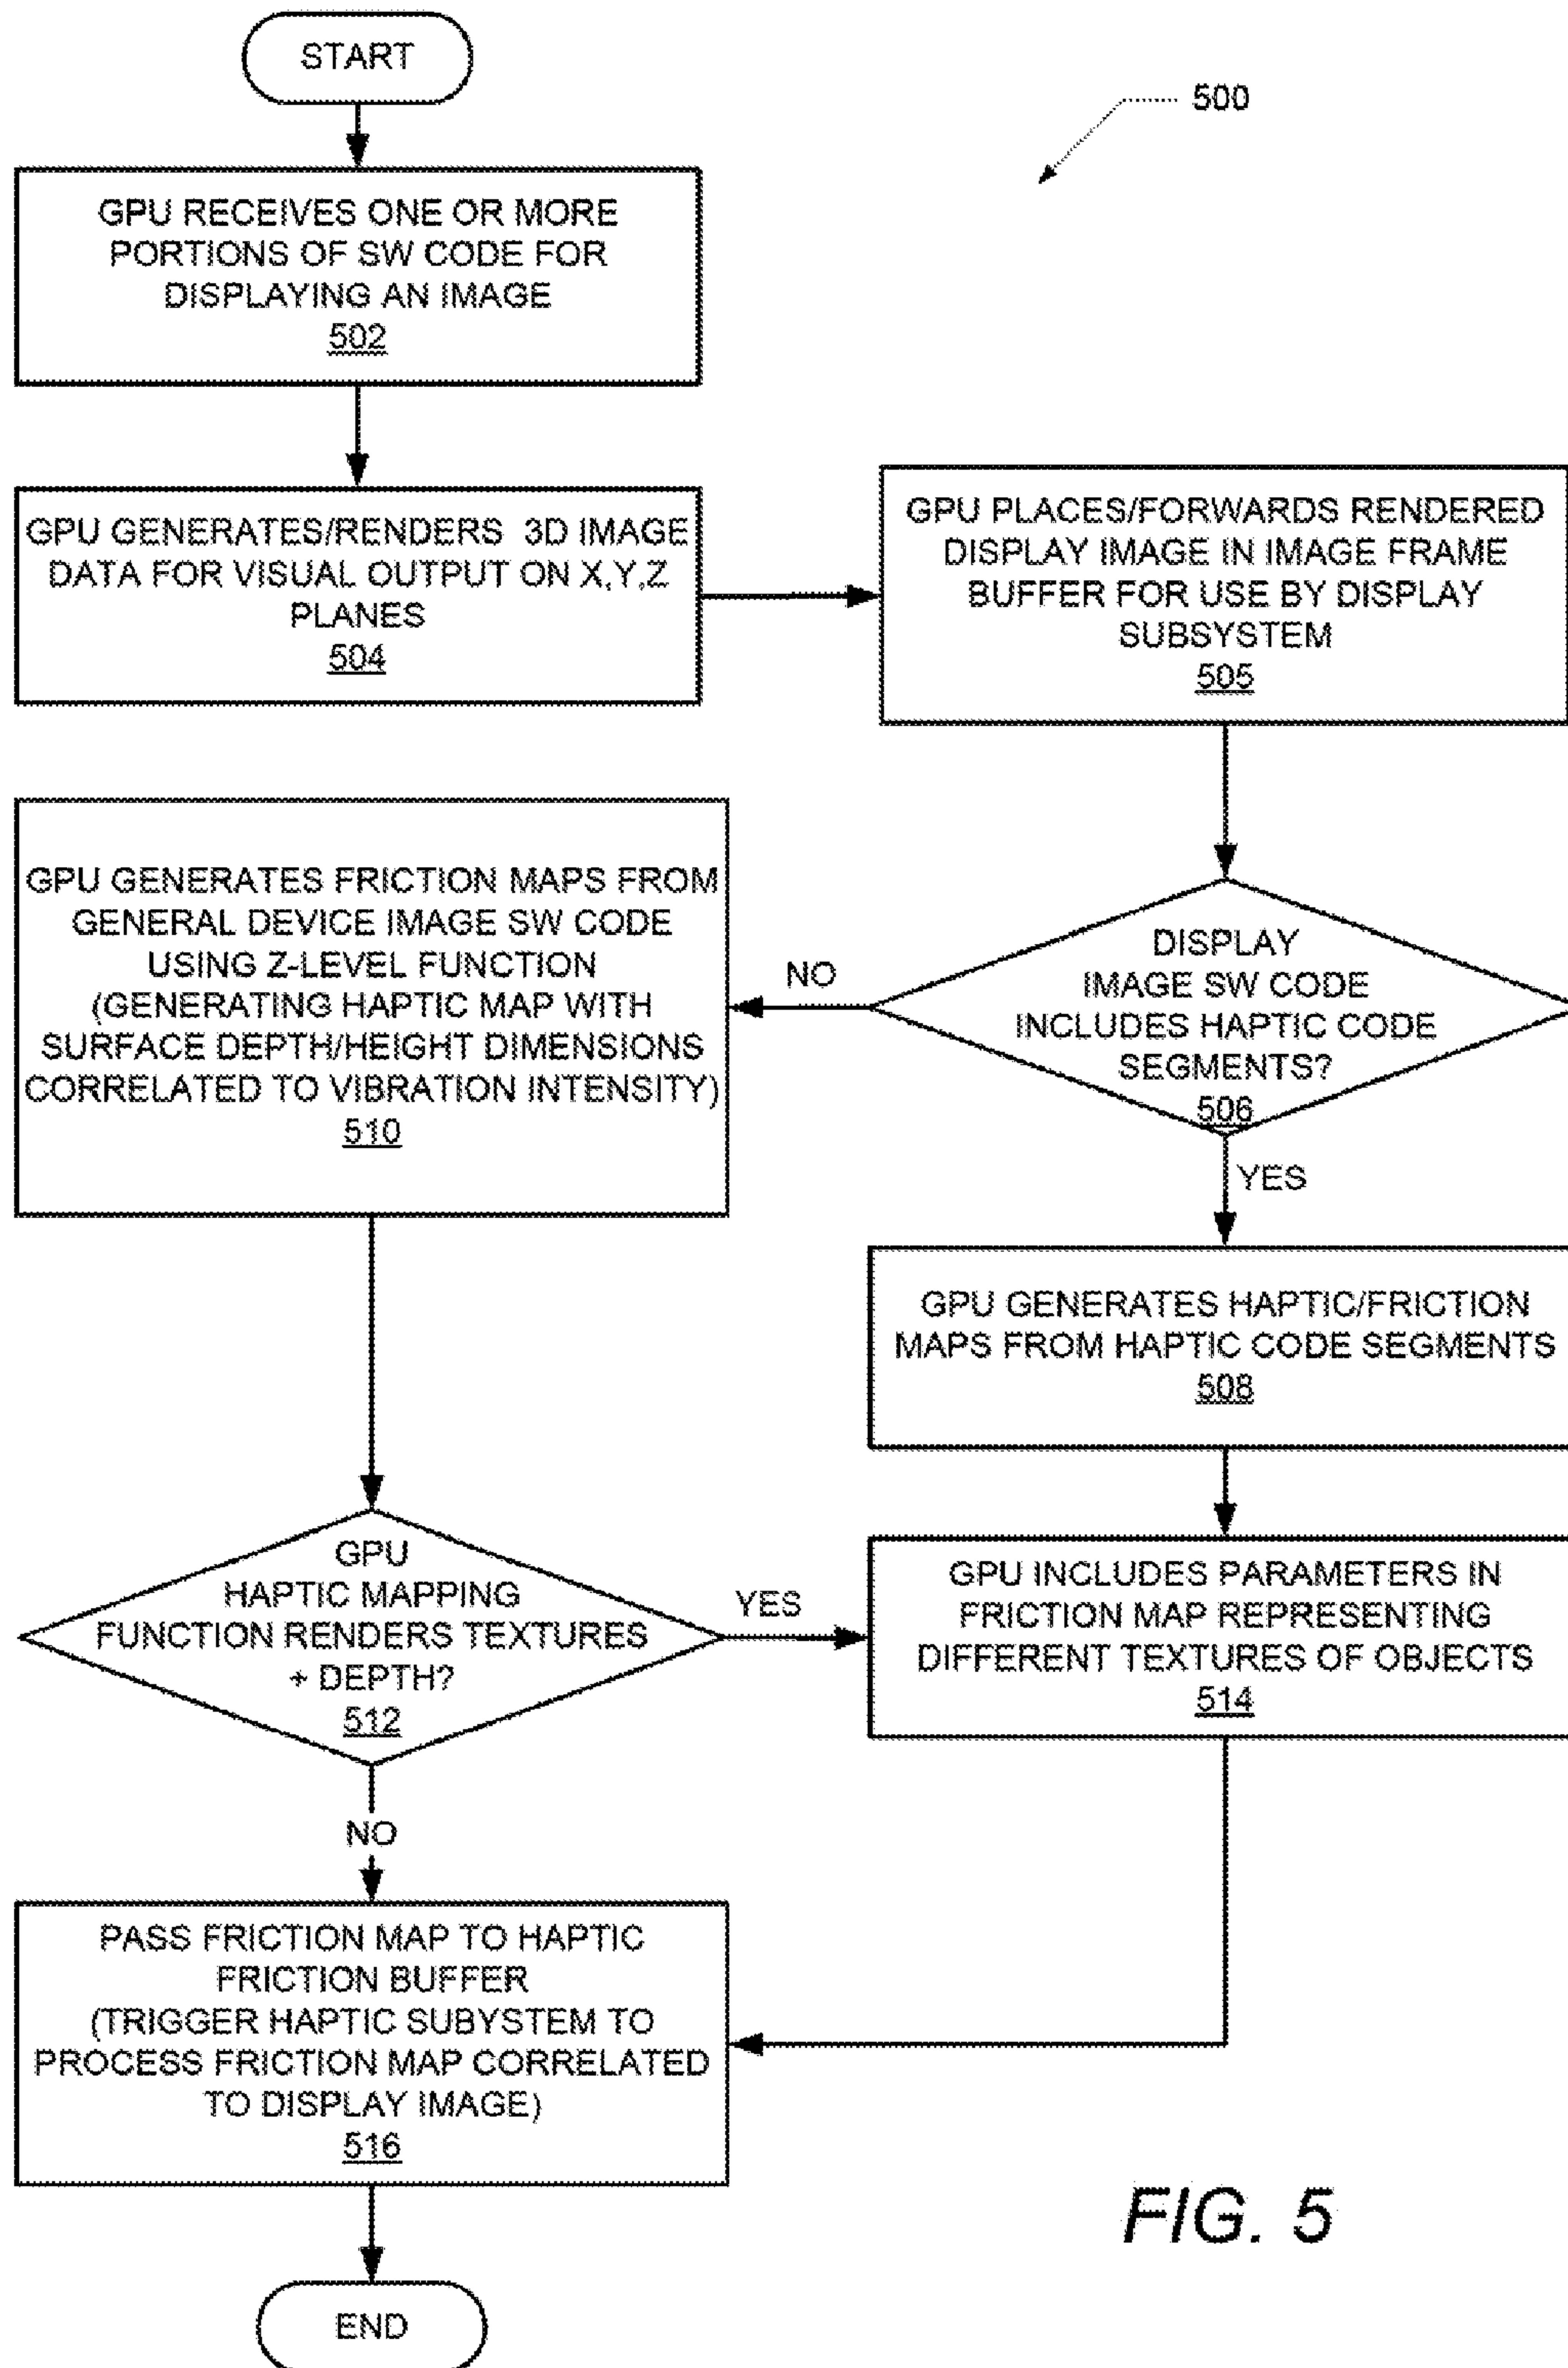 START
500
GPU RECEIVES ONE OR MORE
PORTIONS OF SW CODE FOR
DISPLAYING AN IMAGE
502
GPU GENERATES/RENDERS 3D IMAGE
DATA FOR VISUAL OUTPUT ON X,Y,Z
PLANES
504
GPU PLACES/FORWARDS RENDERED
DISPLAY IMAGE IN IMAGE FRAME
BUFFER FOR USE BY DISPLAY
SUBSYSTEM
505
DISPLAY
IMAGE SW CODE
INCLUDES HAPTIC CODE
SEGMENTS?
506
NO
YES
GPU GENERATES FRICTION MAPS FROM
GENERAL DEVICE IMAGE SW CODE
USING Z-LEVEL FUNCTION
(GENERATING HAPTIC MAP WITH
SURFACE DEPTH/HEIGHT DIMENSIONS
CORRELATED TO VIBRATION INTENSITY)
510
GPU GENERATES HAPTIC/FRICTION
MAPS FROM HAPTIC CODE SEGMENTS
508
GPU
HAPTIC MAPPING
FUNCTION RENDERS TEXTURES
+ DEPTH?
512
YES
NO
GPU INCLUDES PARAMETERS IN
FRICTION MAP REPRESENTING
DIFFERENT TEXTURES OF OBJECTS
514
PASS FRICTION MAP TO HAPTIC
FRICTION BUFFER
(TRIGGER HAPTIC SUBYSTEM TO
PROCESS FRICTION MAP CORRELATED
TO DISPLAY IMAGE)
516
END
FIG. 5